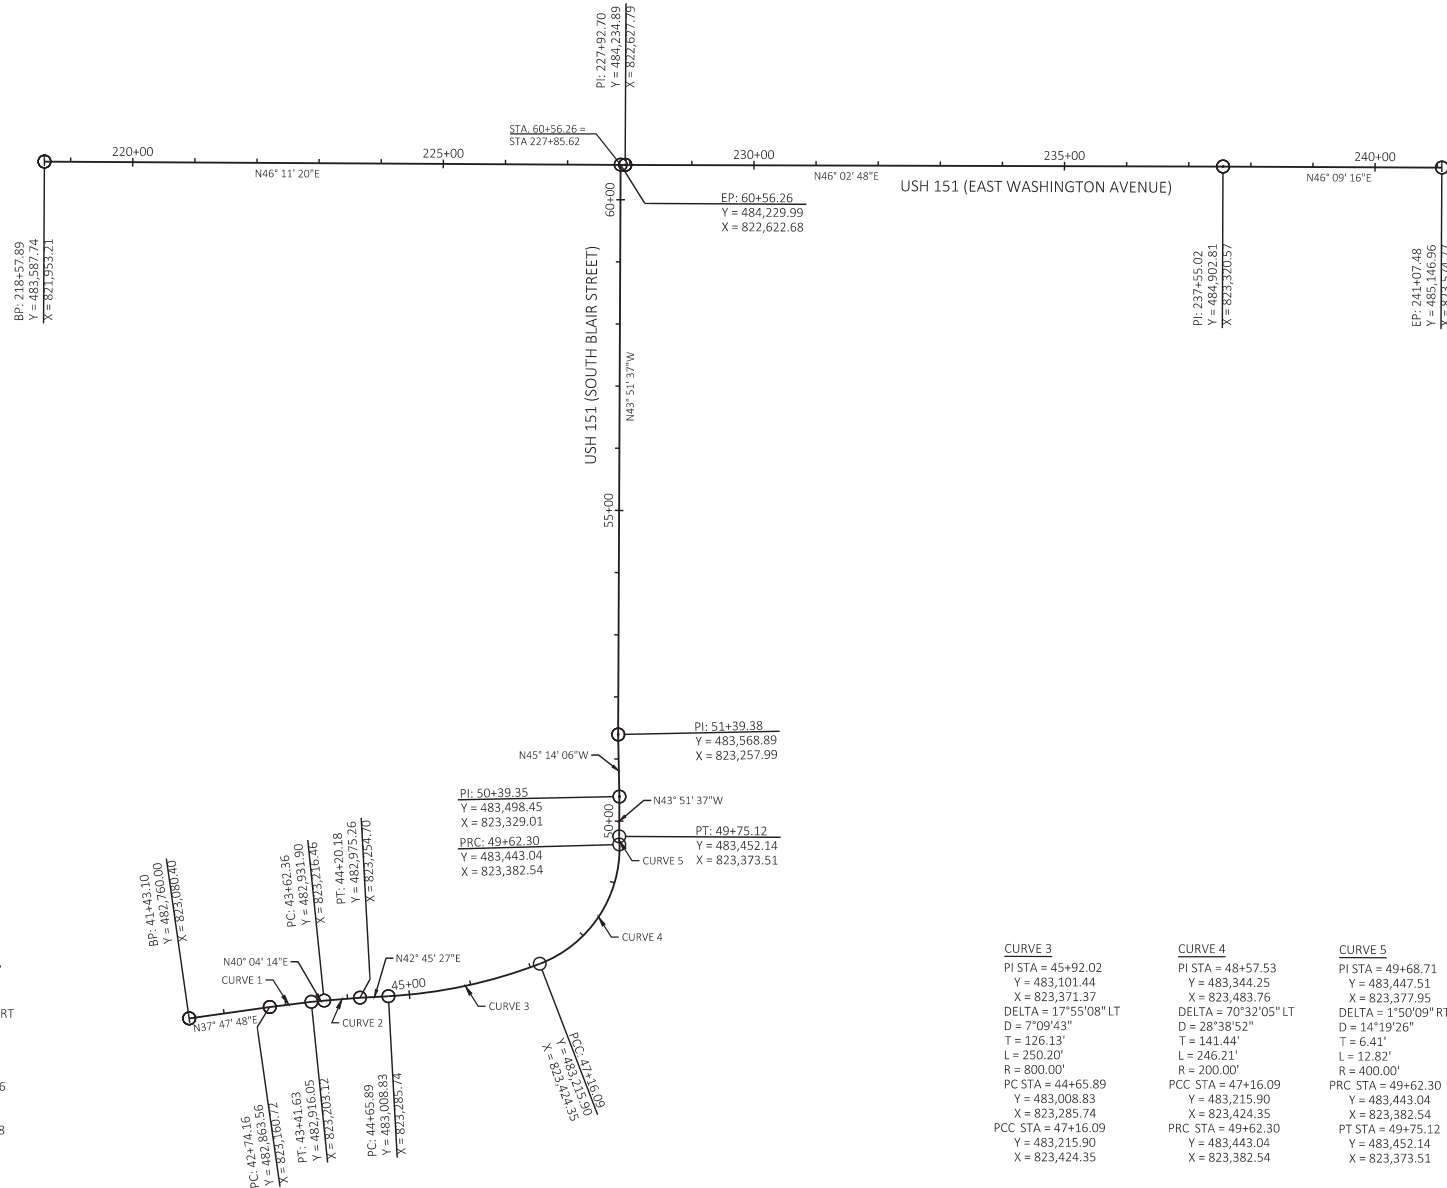 PI: 227+92.70
Y = 484,234.89
X = 822,627.79
STA. 60+56.26 =
STA 227+85.62
220+00
225+00
230+00
235+00
240+00
N46° 11' 20"E
N46° 02' 48"E
USH 151 (EAST WASHINGTON AVENUE)
N46° 09' 16"E
EP: 60+56.26
Y = 484,229.99
X = 822,622.68
60+00
BP: 218+57.89
Y = 483,587.74
X = 821,953.21
PI: 237+55.02
Y = 484,902.81
X = 823,320.57
EP: 241+07.48
Y = 485,146.96
USH 151 (SOUTH BLAIR STREET)
N43° 51' 37"W
55+00
PI: 51+39.38
Y = 483,568.89
X = 823,257.99
N45° 14' 06"W
PI: 50+39.35
Y = 483,498.45
X = 823,329.01
N43° 51' 37"W
50+00
PRC: 49+62.30
Y = 483,443.04
X = 823,382.54
PT: 49+75.12
Y = 483,452.14
X = 823,373.51
CURVE 5
BP: 41+43.10
Y = 482,760.00
X = 823,080.40
PC: 43+62.36
Y = 482,931.90
X = 823,216.46
PT: 44+20.18
Y = 482,975.26
X = 823,254.70
CURVE 4
N40° 04' 14"E
N42° 45' 27"E
CURVE 1
45+00
CURVE 3
RT
N37° 47' 48"E
CURVE 2
PCC: 47+16.09
Y = 483,215.90
X = 823,424.35
6
8
PC: 42+74.16
Y = 482,863.56
X = 823,160.72
PT: 43+41.63
Y = 482,916.05
X = 823,203.12
PC: 44+65.89
Y = 483,008.83
X = 823,285.74
CURVE 3
PI STA = 45+92.02
Y = 483,101.44
X = 823,371.37
DELTA = 17°55'08" LT
D = 7°09'43"
T = 126.13'
L = 250.20'
R = 800.00'
PC STA = 44+65.89
Y = 483,008.83
X = 823,285.74
PCC STA = 47+16.09
Y = 483,215.90
X = 823,424.35
CURVE 4
PI STA = 48+57.53
Y = 483,344.25
X = 823,483.76
DELTA = 70°32'05" LT
D = 28°38'52"
T = 141.44'
L = 246.21'
R = 200.00'
PCC STA = 47+16.09
Y = 483,215.90
X = 823,424.35
PRC STA = 49+62.30
Y = 483,443.04
X = 823,382.54
CURVE 5
PI STA = 49+68.71
Y = 483,447.51
X = 823,377.95
DELTA = 1°50'09" RT
D = 14°19'26"
T = 6.41'
L = 12.82'
R = 400.00'
PRC STA = 49+62.30
Y = 483,443.04
X = 823,382.54
PT STA = 49+75.12
Y = 483,452.14
X = 823,373.51